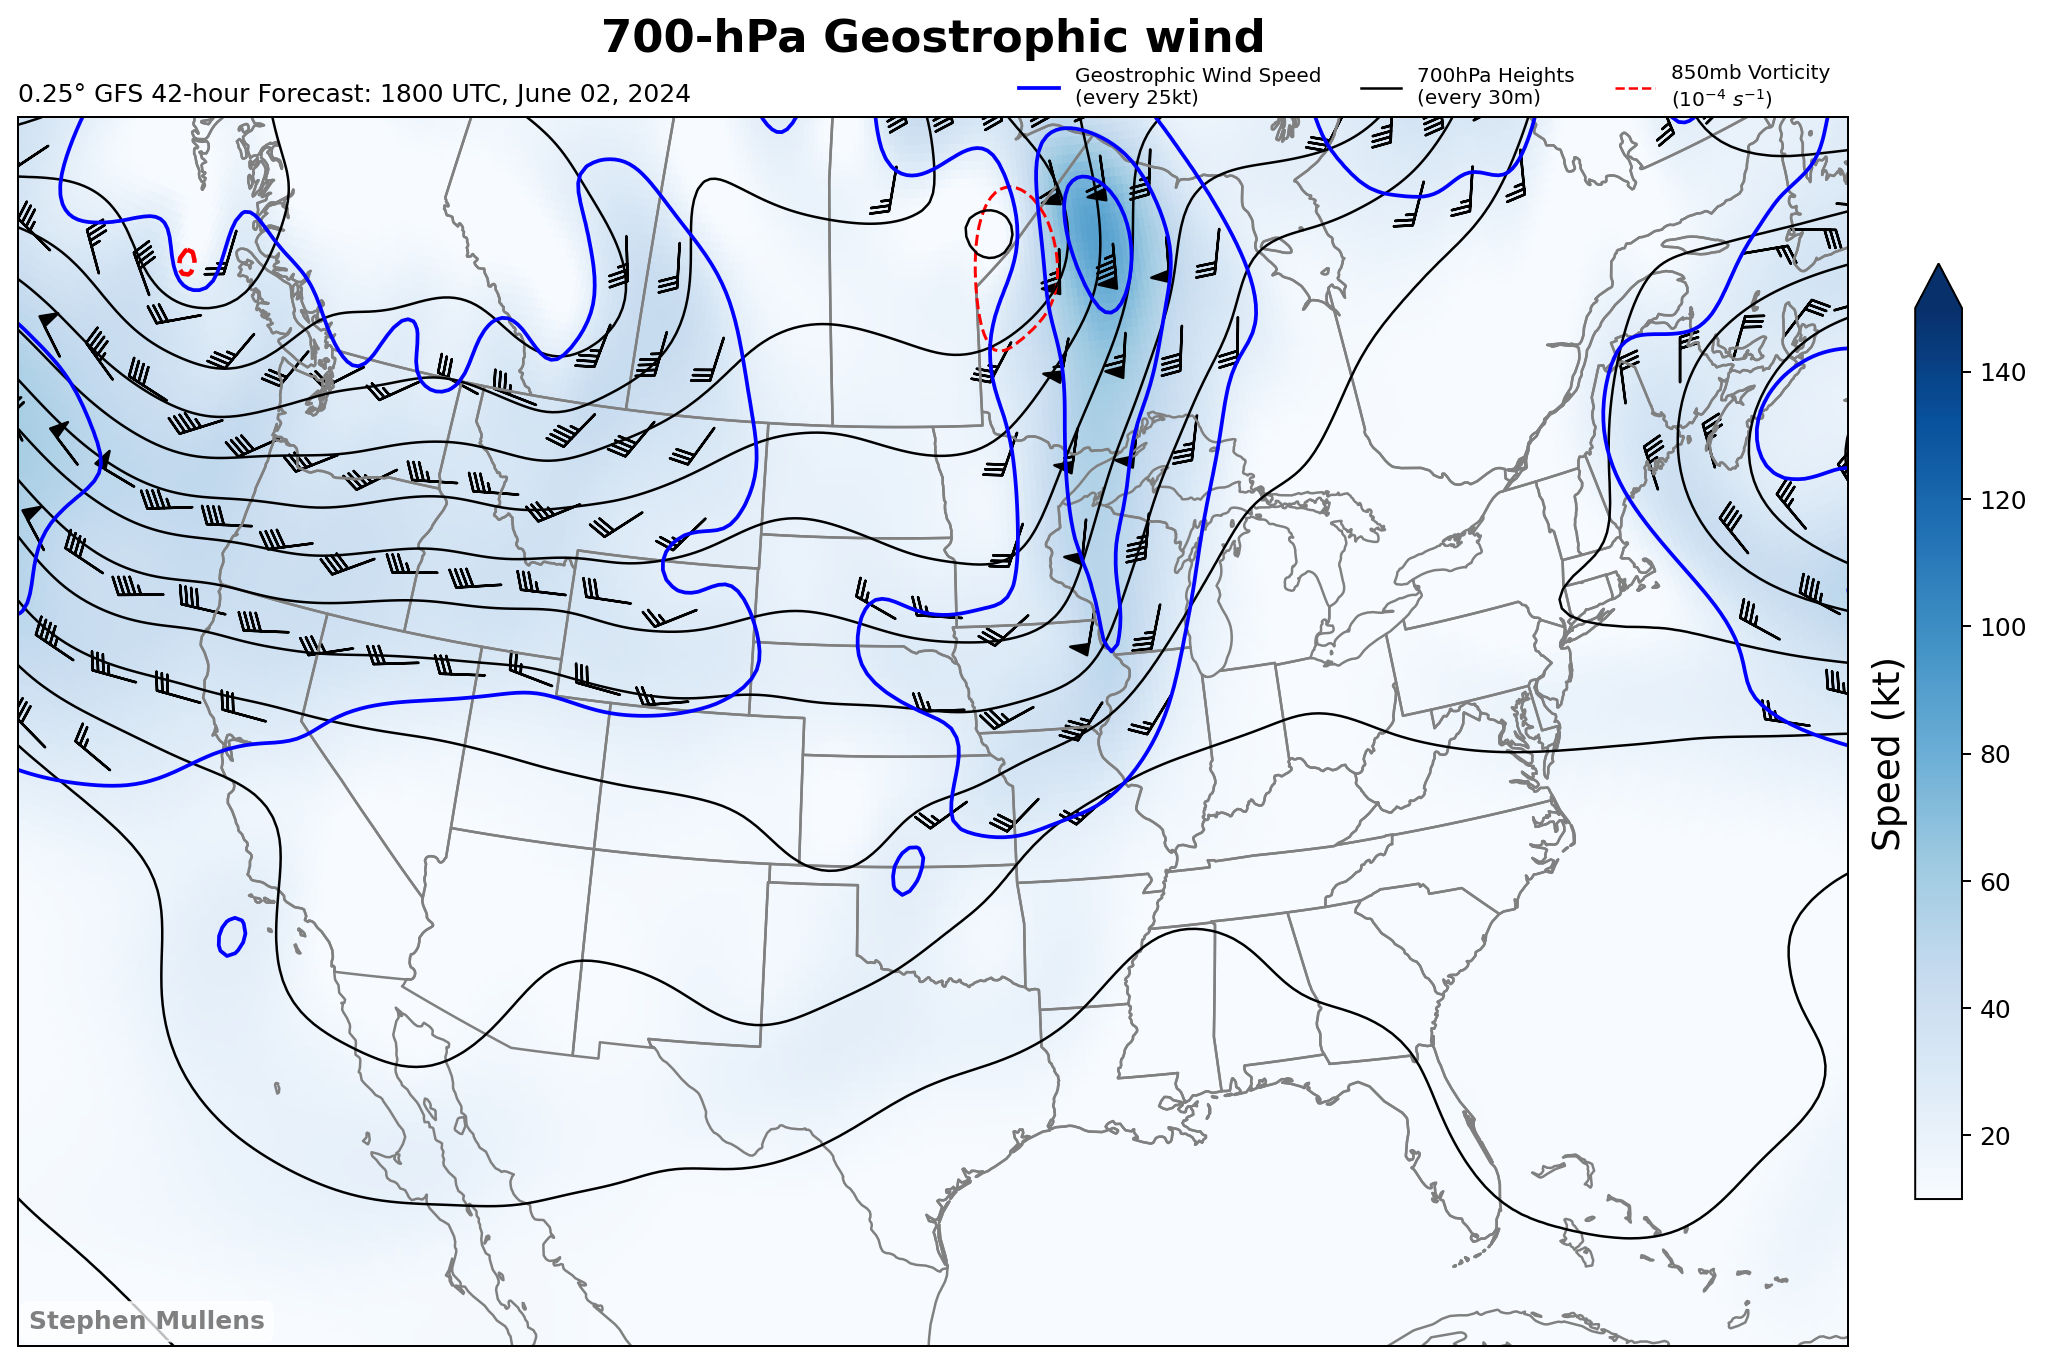 700-hPa Geostrophic wind
0.25° GFS 42-hour Forecast: 1800 UTC, June 02, 2024
Geostrophic Wind Speed
(every 25kt)
700hPa Heights
(every 30m)
850mb Vorticity
(10⁻⁴ s⁻¹)
140
120
100
80
60
40
20
Speed (kt)
Stephen Mullens